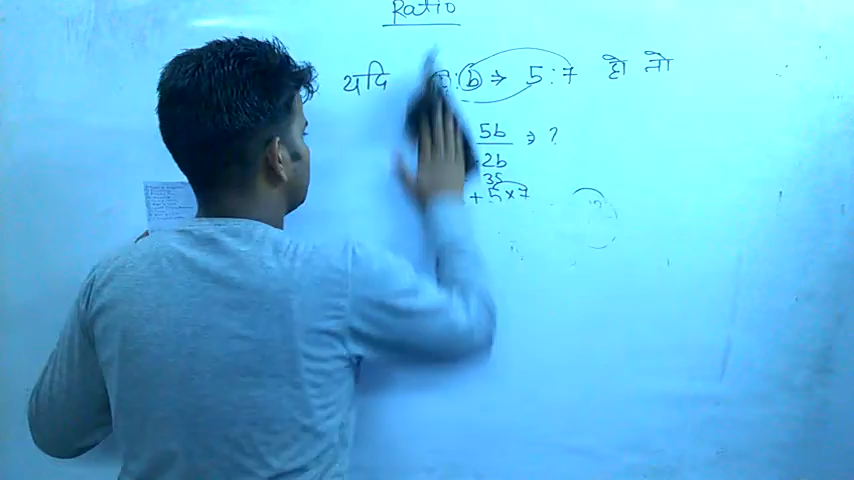 Ratio
यदि : b ⇒ 5 : 7 हो तो
5b ⇒ ?
2b
35
+ 5 × 7